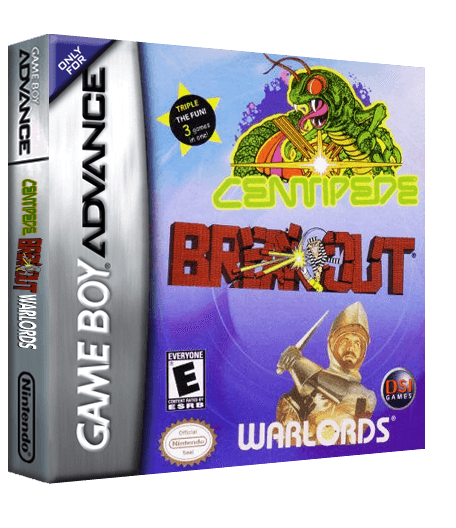 GAME BOY ADVANCE
CENTIPEDE
BREAKOUT
WARLORDS
Nintendo®
ONLY
FOR
GAME BOY ADVANCE
TRIPLE
THE FUN!
3 games
in one!
CENTIPEDE
BREAKOUT®
EVERYONE
E
CONTENT RATED BY
ESRB
Official
Nintendo
Seal
DSI
GAMES
WARLORDS®